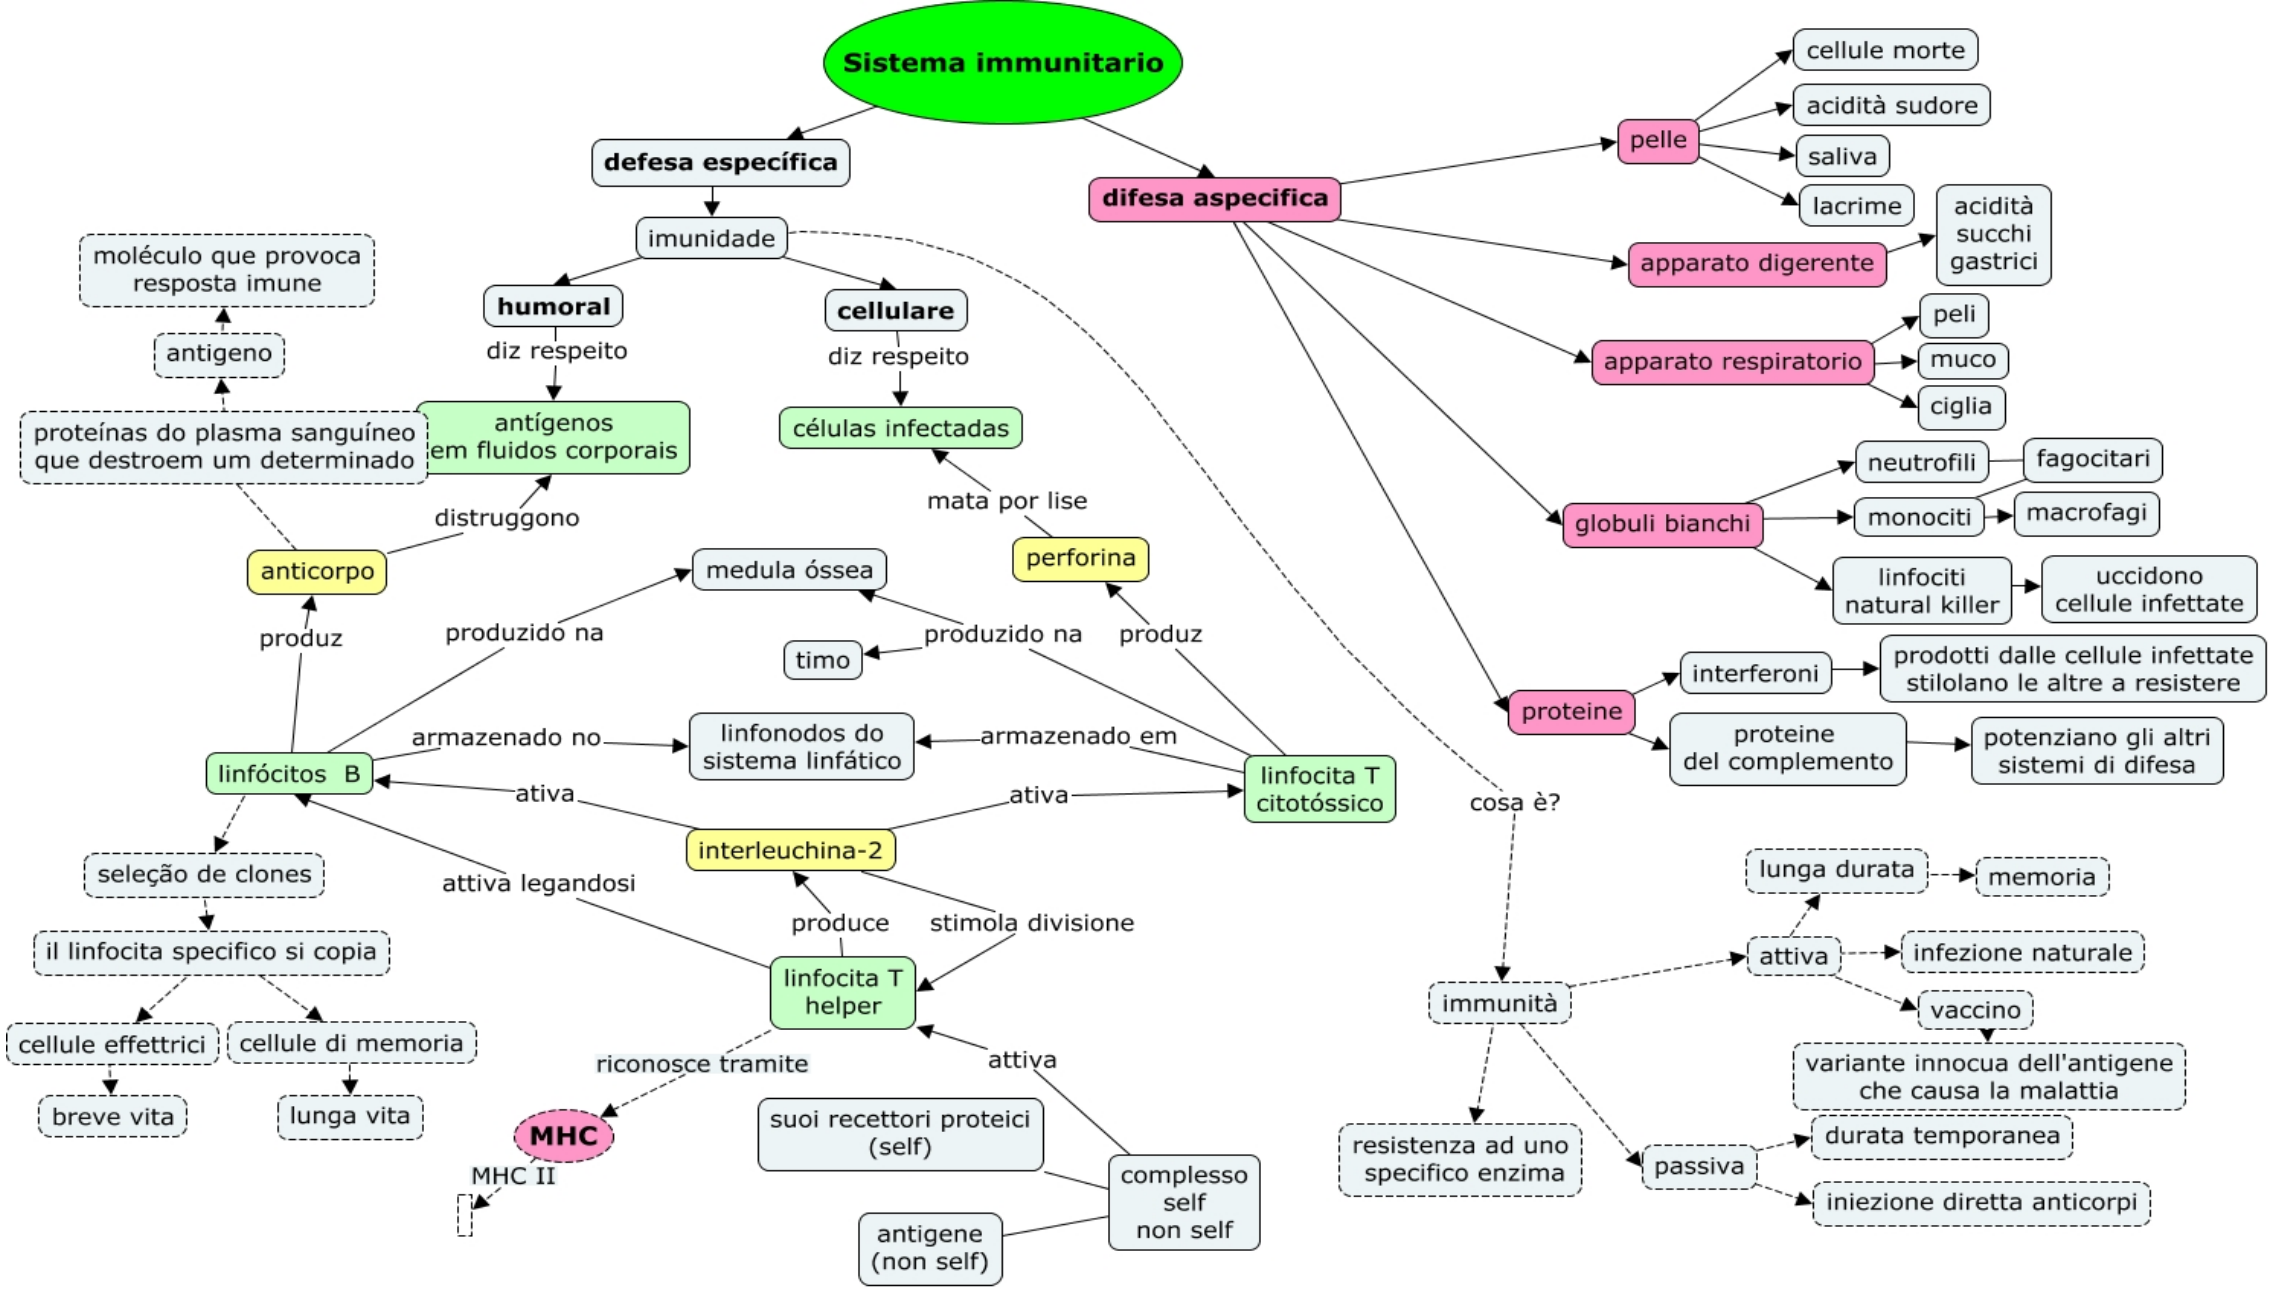 Sistema immunitario
defesa específica
imunidade
humoral
diz respeito
antígenos
em fluidos corporais
cellulare
diz respeito
células infectadas
mata por lise
perforina
moléculo que provoca
resposta imune
antigeno
proteínas do plasma sanguíneo
que destroem um determinado
distruggono
anticorpo
produz
produzido na
medula óssea
timo
produzido na
produz
armazenado no
linfonodos do
sistema linfático
armazenado em
linfócitos B
ativa
ativa
linfocita T
citotóssico
interleuchina-2
attiva legandosi
produce
stimola divisione
linfocita T
helper
seleção de clones
il linfocita specifico si copia
cellule effettrici
cellule di memoria
breve vita
lunga vita
riconosce tramite
MHC
MHC II
attiva
suoi recettori proteici
(self)
antigene
(non self)
complesso
self
non self
difesa aspecifica
pelle
cellule morte
acidità sudore
saliva
lacrime
apparato digerente
acidità
succhi
gastrici
apparato respiratorio
peli
muco
ciglia
globuli bianchi
neutrofili
fagocitari
monociti
macrofagi
linfociti
natural killer
uccidono
cellule infettate
proteine
interferoni
prodotti dalle cellule infettate
stilolano le altre a resistere
proteine
del complemento
potenziano gli altri
sistemi di difesa
cosa è?
immunità
attiva
lunga durata
memoria
infezione naturale
vaccino
variante innocua dell'antigene
che causa la malattia
resistenza ad uno
specifico enzima
passiva
durata temporanea
iniezione diretta anticorpi